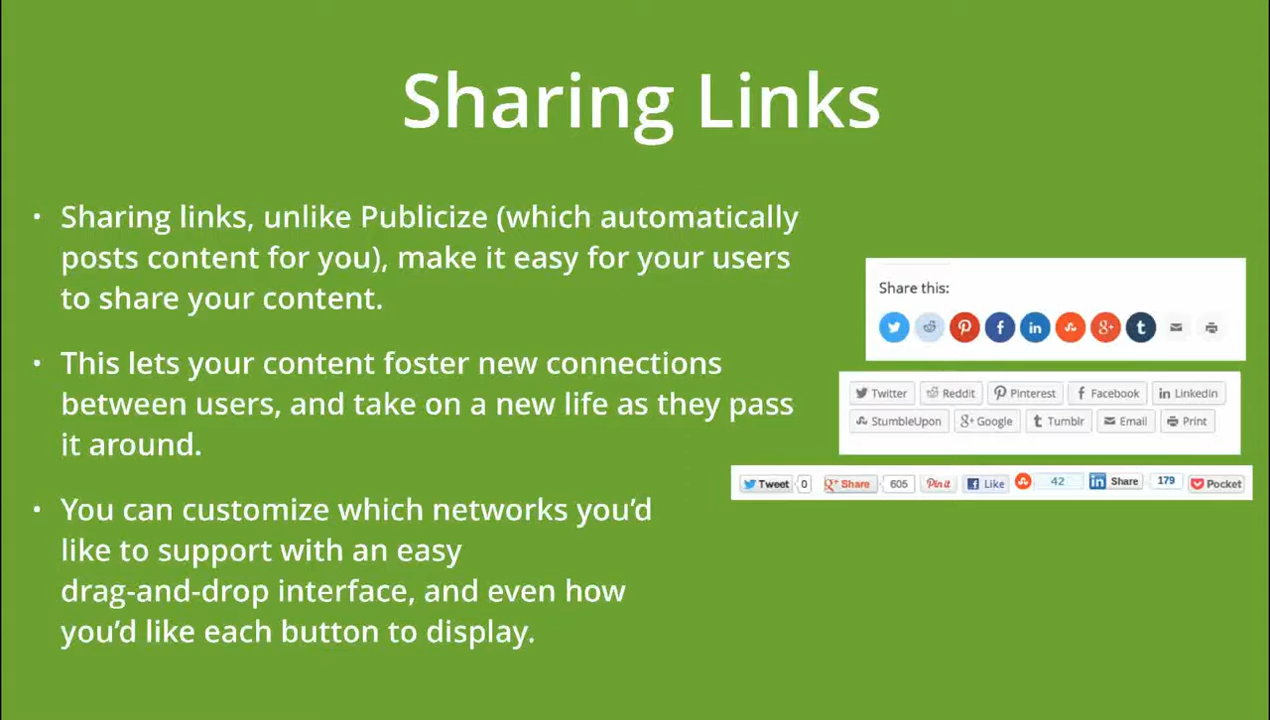 Sharing Links
• Sharing links, unlike Publicize (which automatically
posts content for you), make it easy for your users
to share your content.
• This lets your content foster new connections
between users, and take on a new life as they pass
it around.
• You can customize which networks you’d
like to support with an easy
drag-and-drop interface, and even how
you’d like each button to display.
Share this:
Twitter Reddit Pinterest Facebook LinkedIn
StumbleUpon Google Tumblr Email Print
Tweet 0 Share 605 Pin it Like 42 Share 179 Pocket